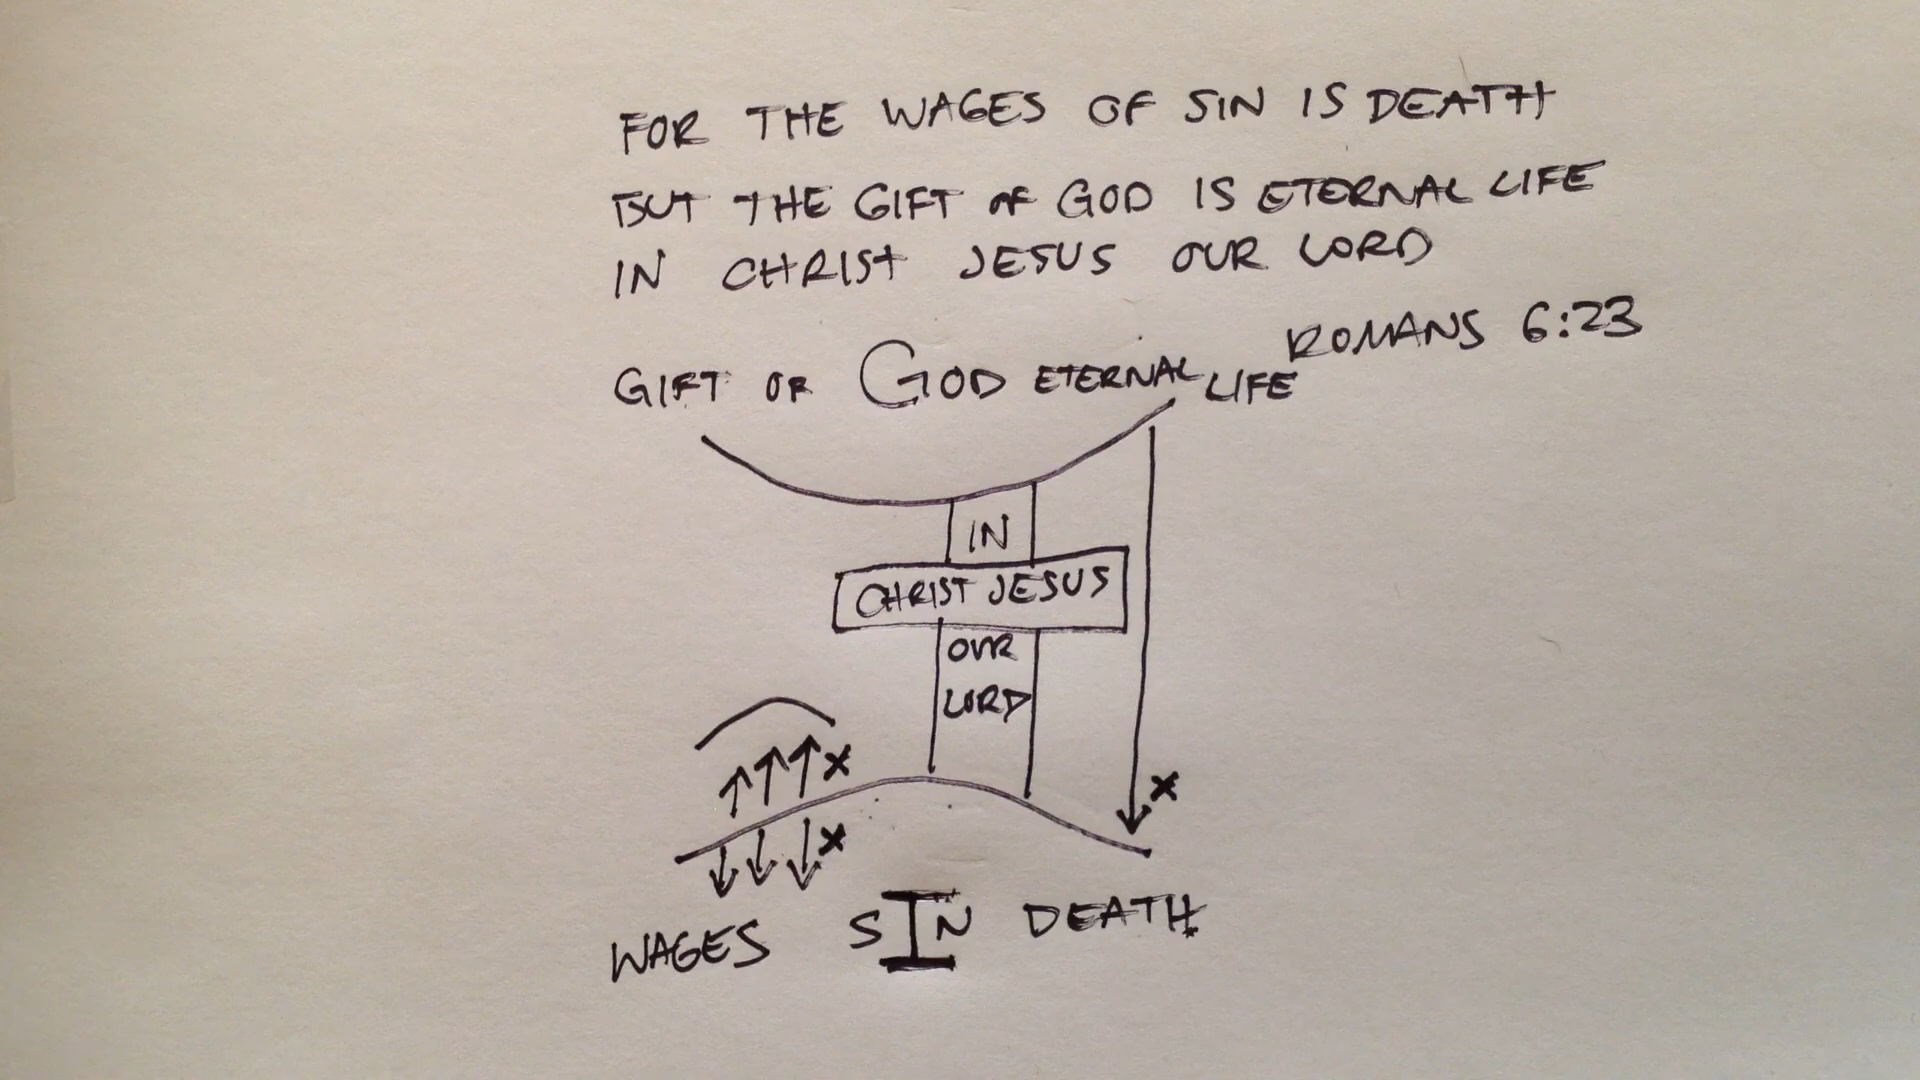 FOR THE WAGES OF SIN IS DEATH
BUT THE GIFT OF GOD IS ETERNAL LIFE
IN CHRIST JESUS OUR LORD
ROMANS 6:23
GIFT OF GOD ETERNAL LIFE
IN
CHRIST JESUS
OUR
LORD
X
X
X
WAGES SIN DEATH